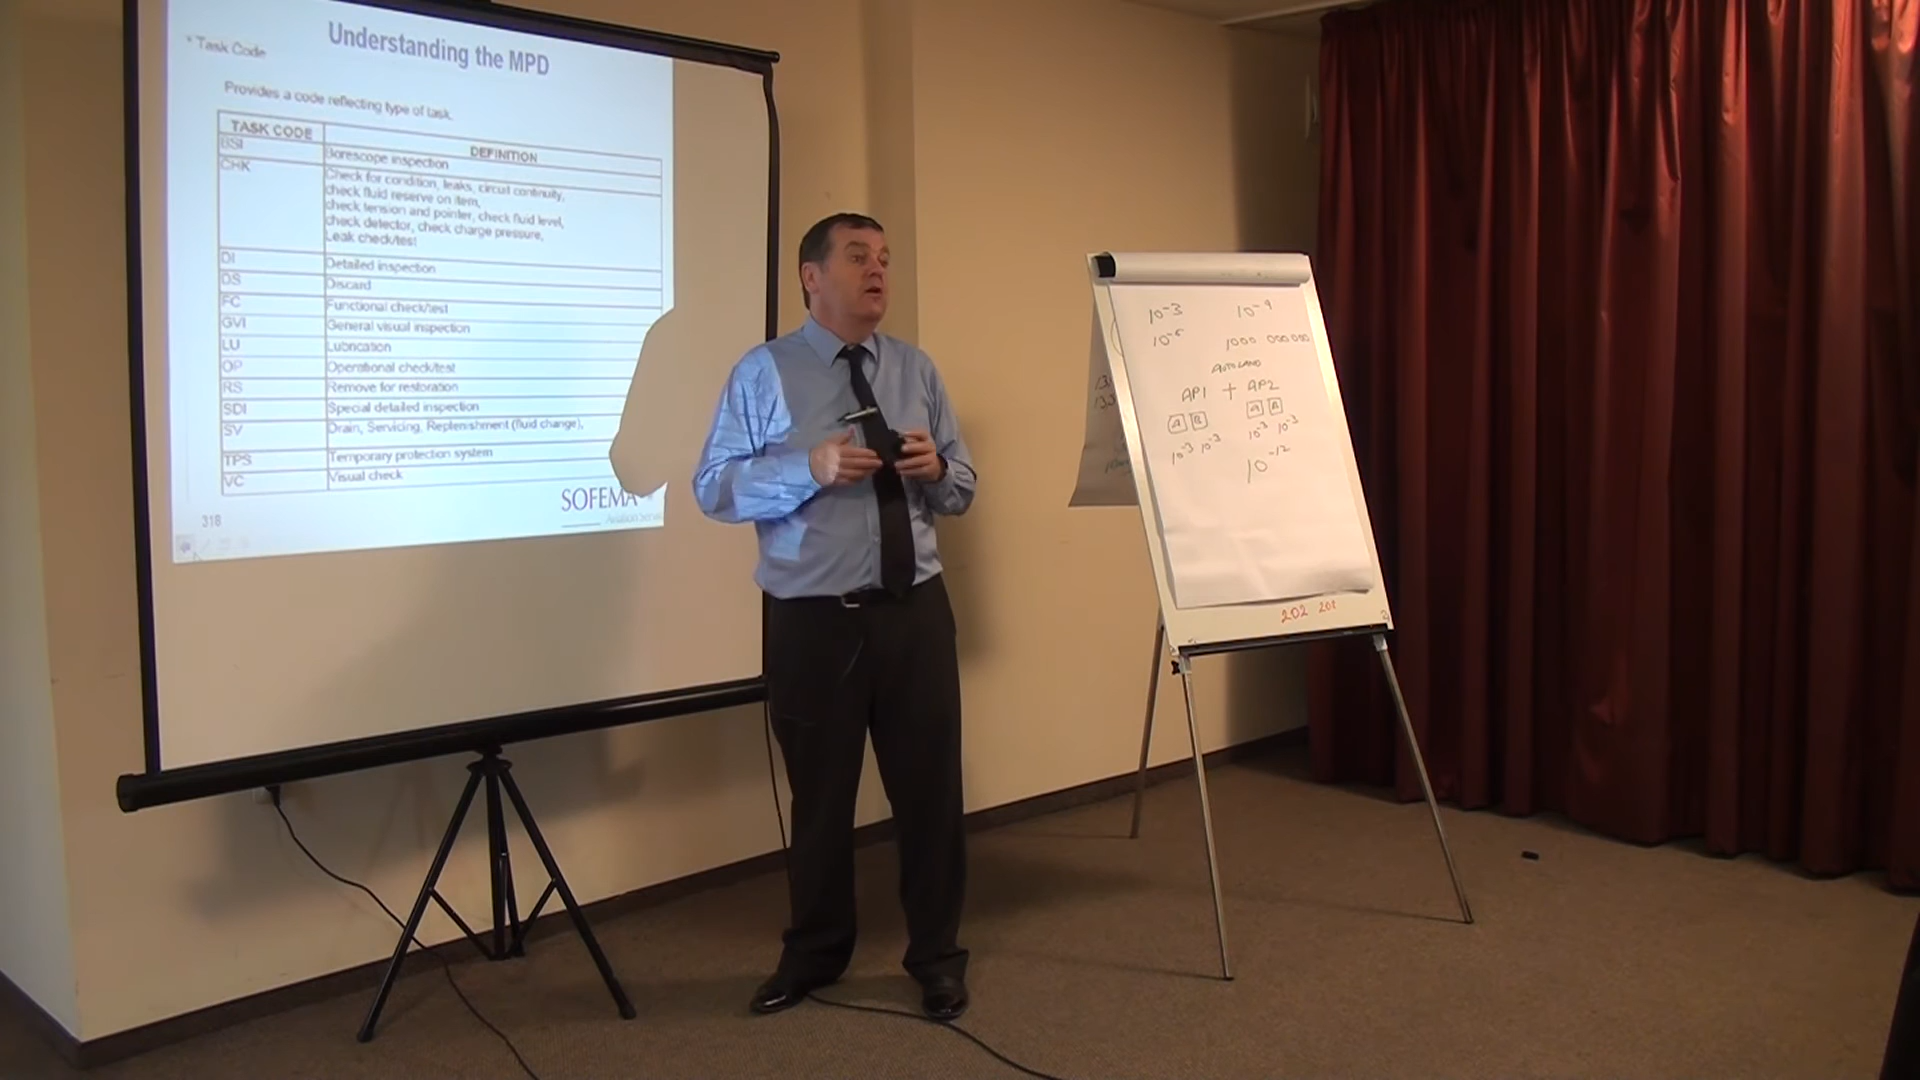 * Task Code
Understanding the MPD
Provides a code reflecting type of task.
TASK CODE DEFINITION
BSI Borescope inspection
CHK Check for condition, leaks, circuit continuity,
check fluid reserve on item,
check tension and pointer, check fluid level,
check detector, check charge pressure,
Leak check/test
DI Detailed inspection
DS Discard
FC Functional check/test
GVI General visual inspection
LU Lubrication
OP Operational check/test
RS Remove for restoration
SDI Special detailed inspection
SV Drain, Servicing, Replenishment (fluid change),
TPS Temporary protection system
VC Visual check
318
SOFEMA
Aviation
10⁻³ 10⁻⁹
1000 000 000
AUTOLAND
AP1 + AP2
A B A B
10⁻³ 10⁻³ 10⁻³ 10⁻³
10⁻¹²
202 202